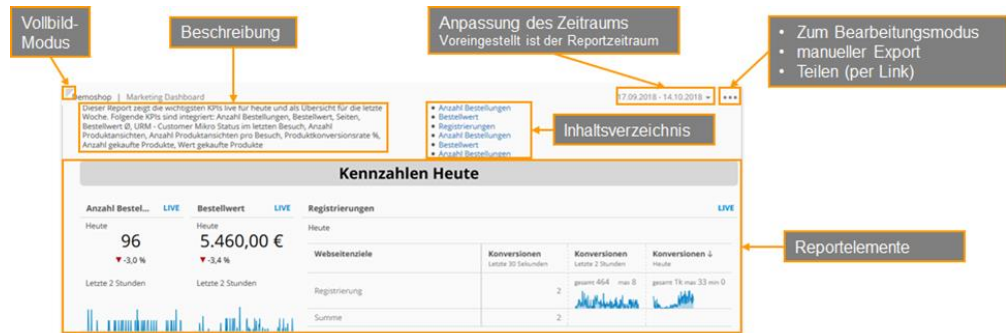 Vollbild-
Modus
Beschreibung
Anpassung des Zeitraums
Voreingestellt ist der Reportzeitraum
• Zum Bearbeitungsmodus
• manueller Export
• Teilen (per Link)
Demoshop | Marketing Dashboard
17.09.2018 - 14.10.2018
Dieser Report zeigt die wichtigsten KPIs live für heute und als Übersicht für die letzte
Woche. Folgende KPIs sind integriert: Anzahl Bestellungen, Bestellwert, Seiten,
Bestellwert Ø, URM - Customer Mikro Status im letzten Besuch, Anzahl
Produktansichten, Anzahl Produktansichten pro Besuch, Produktkonversionsrate %,
Anzahl gekaufte Produkte, Wert gekaufte Produkte
• Anzahl Bestellungen
• Bestellwert
• Registrierungen
• Anzahl Bestellungen
• Bestellwert
• Anzahl Bestellungen
Inhaltsverzeichnis
Kennzahlen Heute
Anzahl Bestel... LIVE
Heute
96
▼ -3,0 %
Letzte 2 Stunden
Bestellwert LIVE
Heute
5.460,00 €
▼ -3,4 %
Letzte 2 Stunden
Registrierungen LIVE
Heute
Webseitenziele
Konversionen
Letzte 30 Sekunden
Konversionen
Letzte 2 Stunden
Konversionen ↓
Heute
Registrierung 2
gesamt 464 max 8
gesamt 1k max 33 min 0
Summe 2
Reportelemente